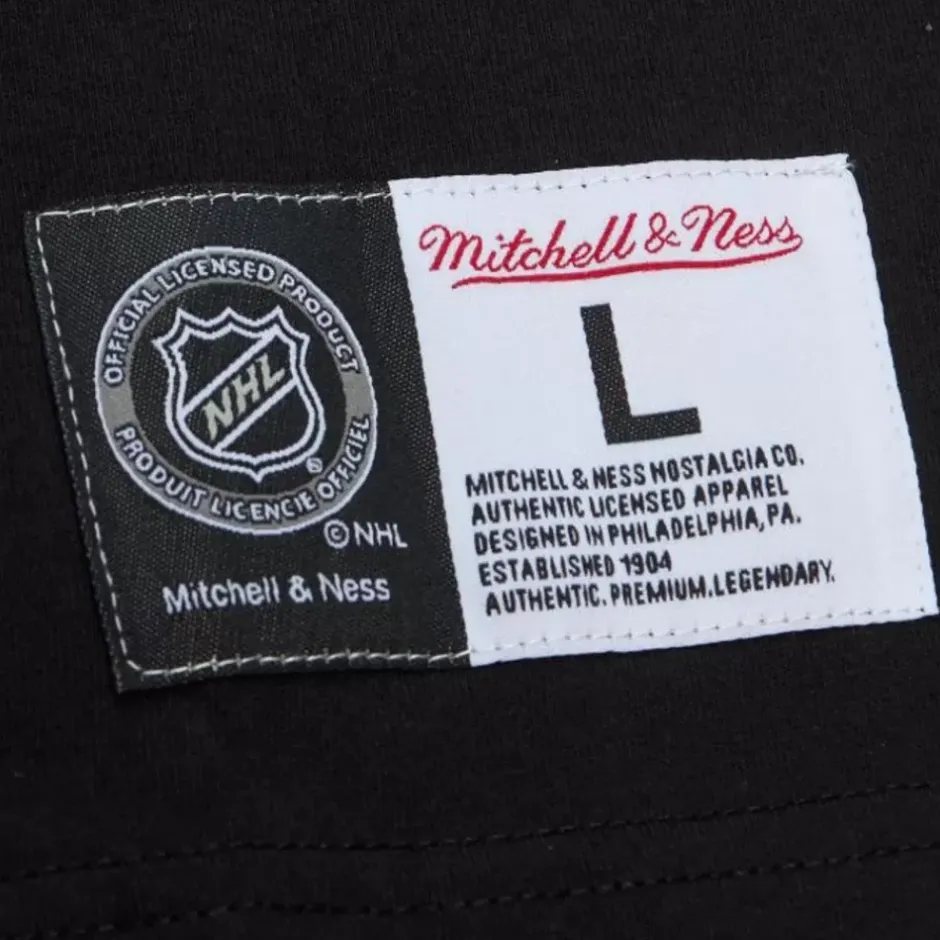 OFFICIAL LICENSED PRODUCT
NHL
PRODUIT LICENCIE OFFICIEL
®
© NHL
Mitchell & Ness
Mitchell & Ness
L
MITCHELL & NESS NOSTALGIA CO.
AUTHENTIC LICENSED APPAREL
DESIGNED IN PHILADELPHIA, PA.
ESTABLISHED 1904
AUTHENTIC. PREMIUM. LEGENDARY.